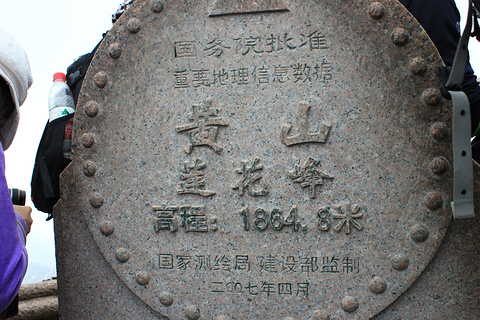 国务院批准
重要地理信息数据
黄山
莲花峰
高程：1864.8米
国家测绘局 建设部监制
二〇〇七年四月